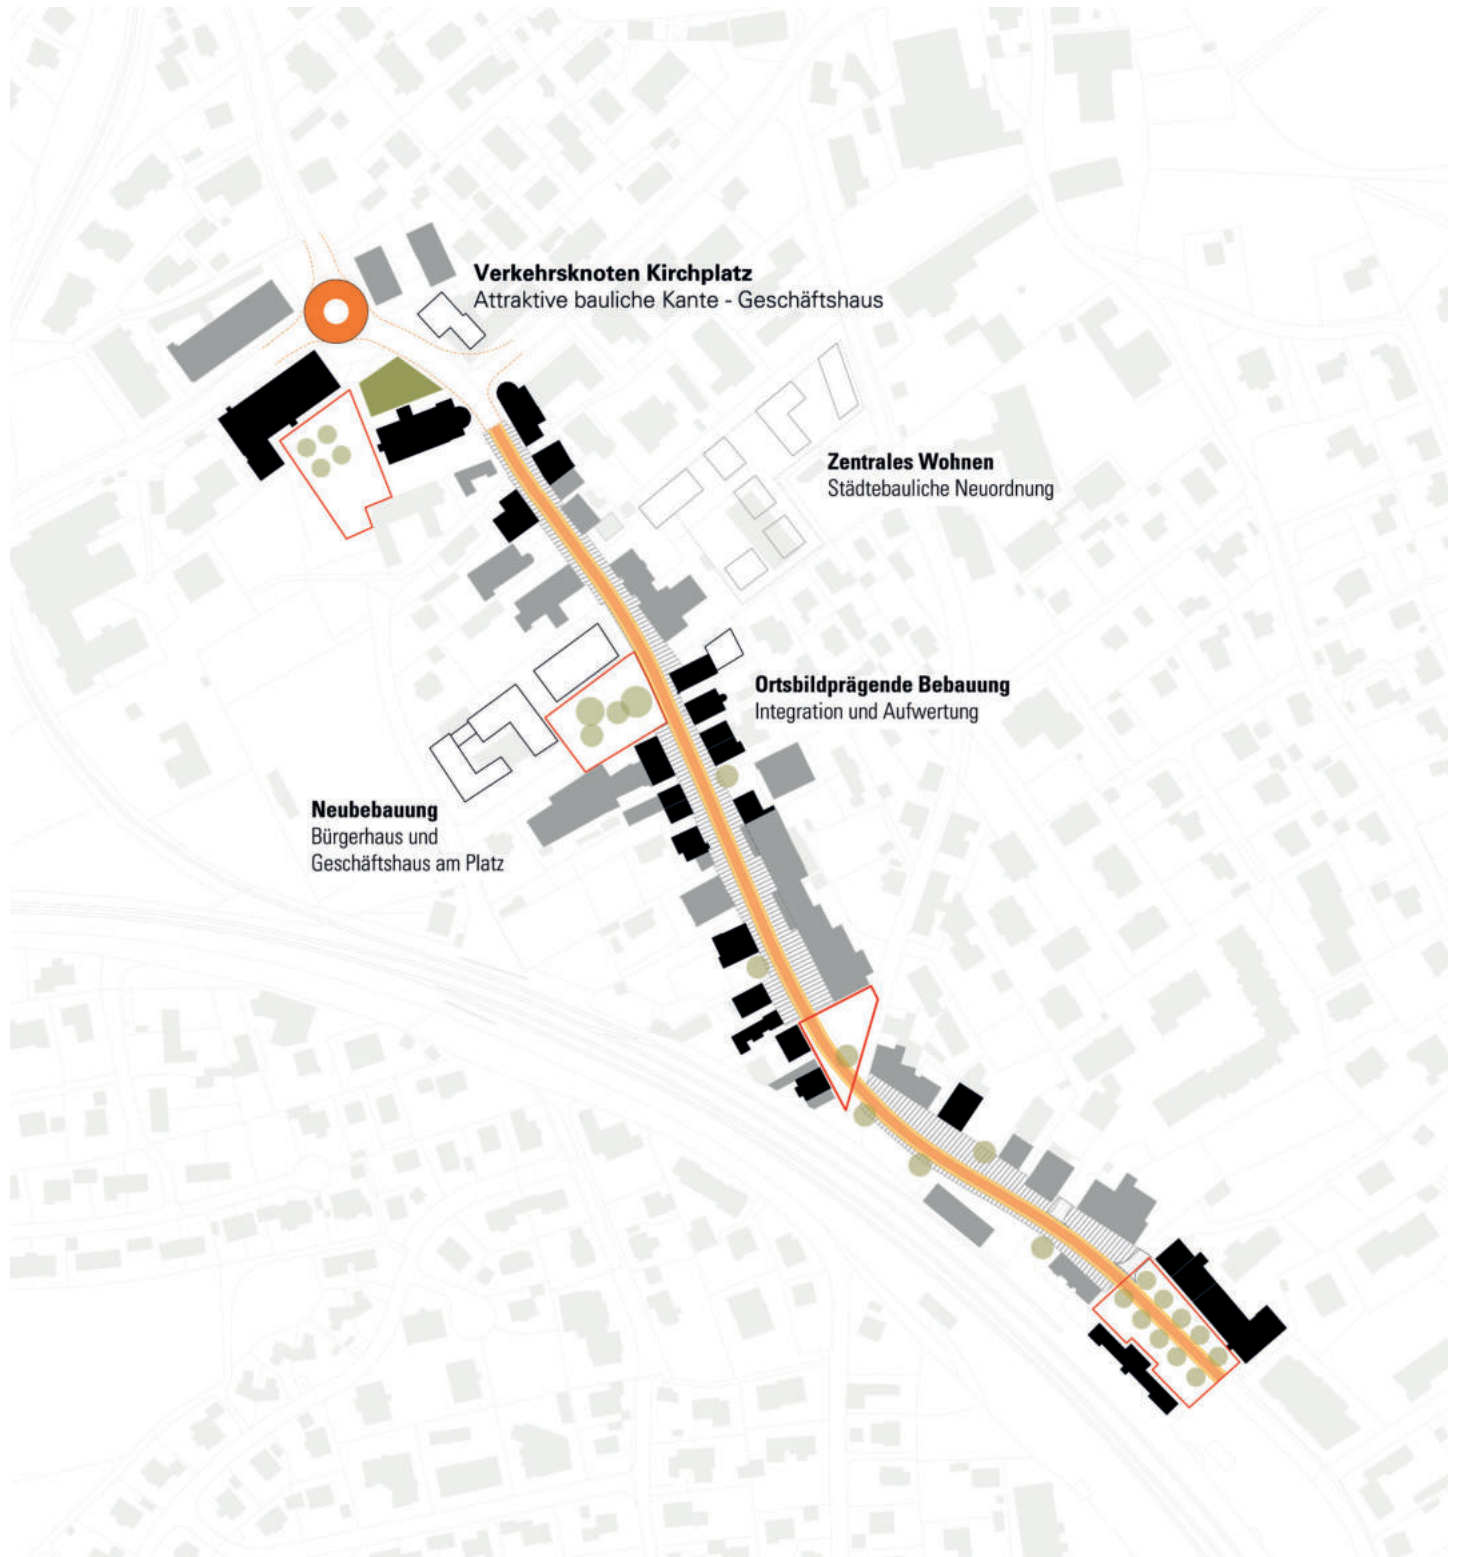 Verkehrsknoten Kirchplatz
Attraktive bauliche Kante - Geschäftshaus
Zentrales Wohnen
Städtebauliche Neuordnung
Ortsbildprägende Bebauung
Integration und Aufwertung
Neubebauung
Bürgerhaus und
Geschäftshaus am Platz